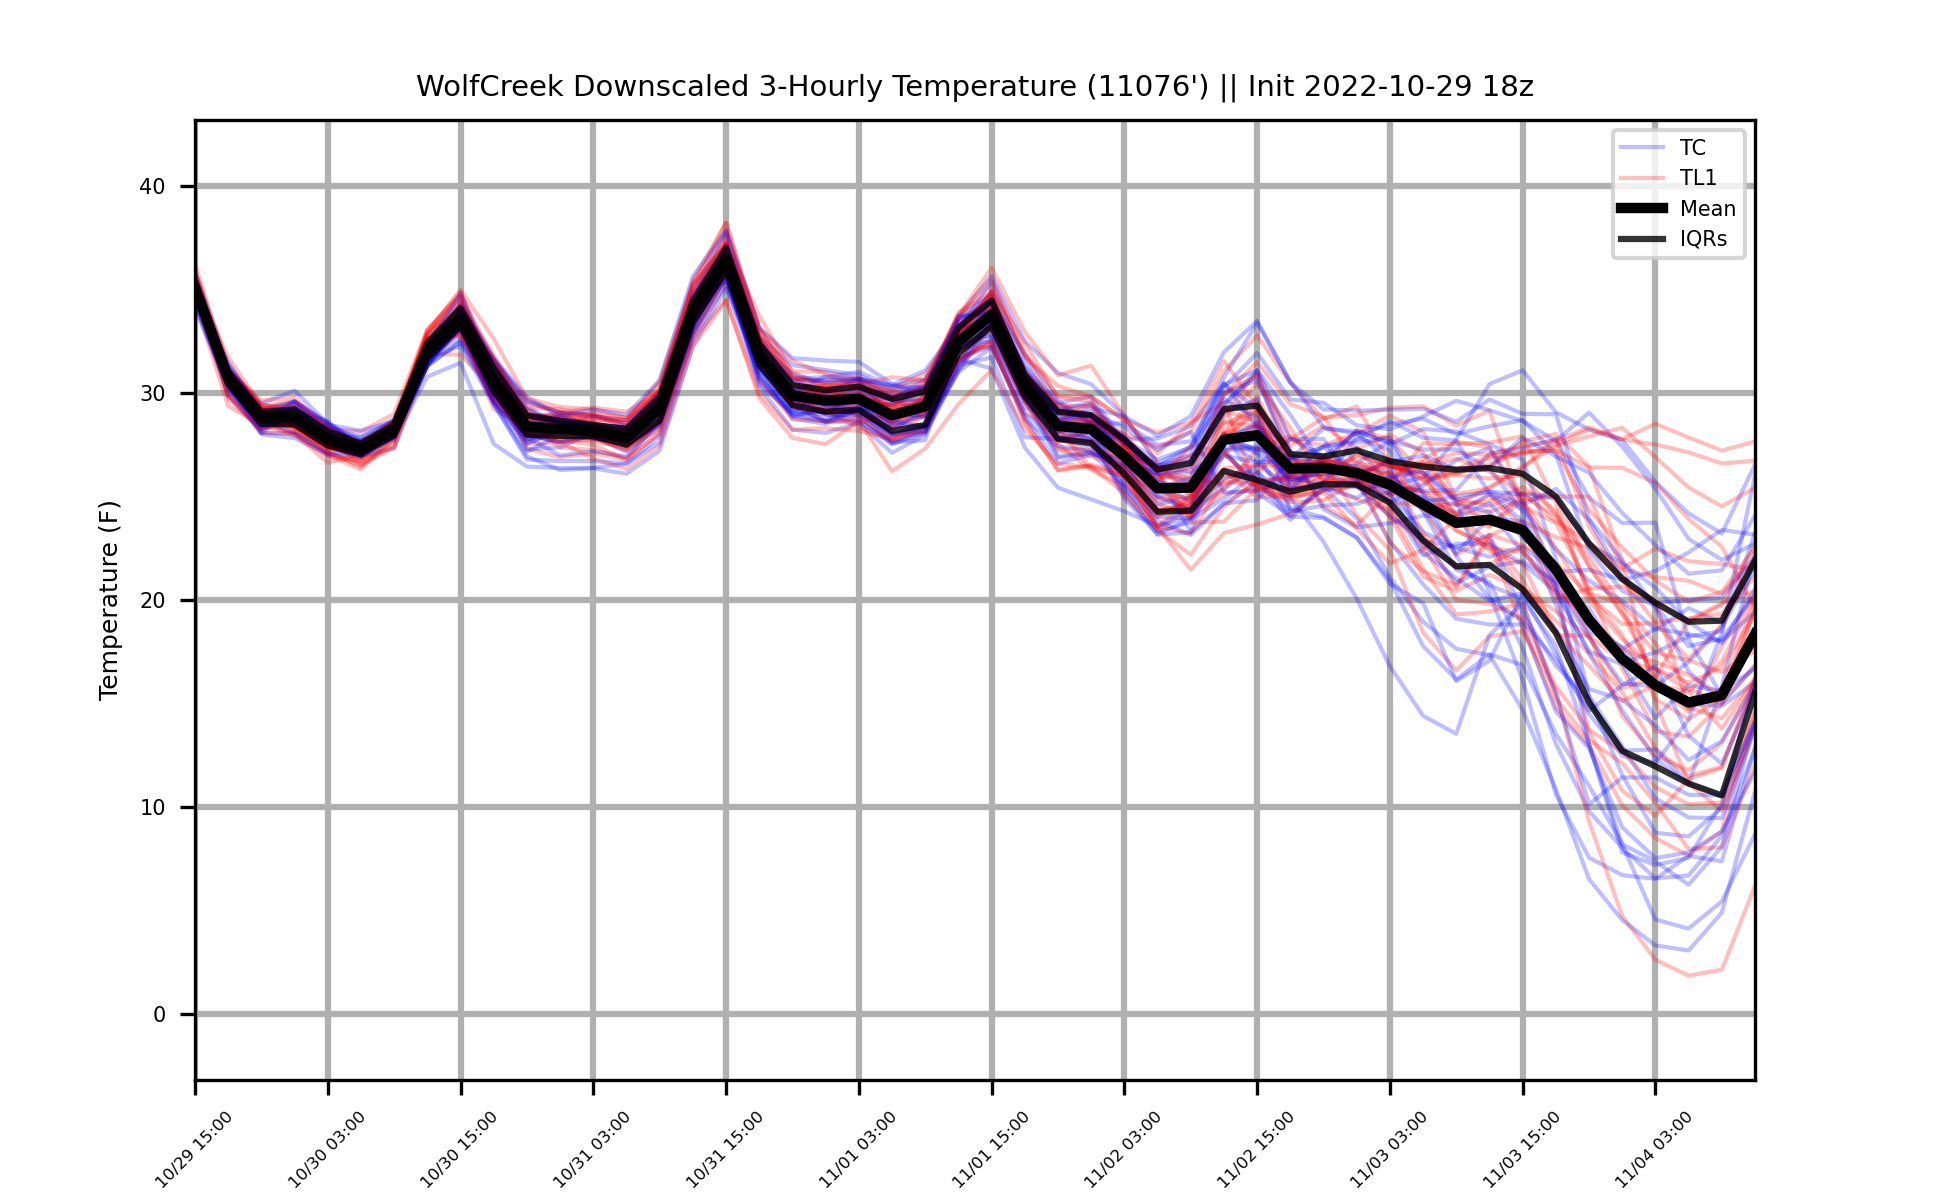 WolfCreek Downscaled 3-Hourly Temperature (11076') || Init 2022-10-29 18z
TC
TL1
Mean
IQRs
Temperature (F)
40
30
20
10
0
10/29 15:00
10/30 03:00
10/30 15:00
10/31 03:00
10/31 15:00
11/01 03:00
11/01 15:00
11/02 03:00
11/02 15:00
11/03 03:00
11/03 15:00
11/04 03:00